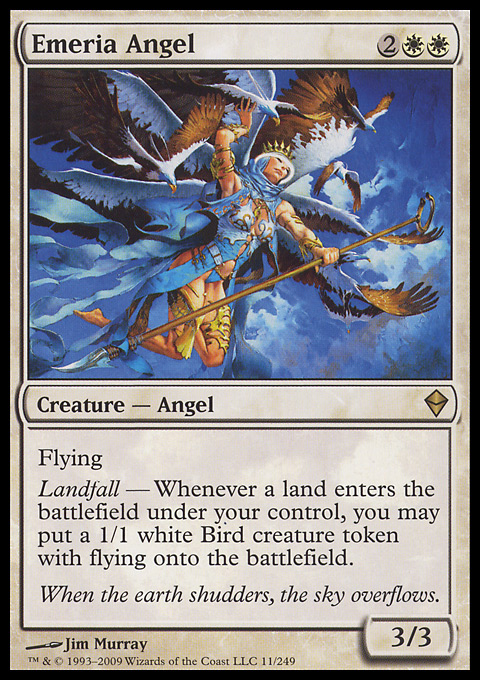 Emeria Angel 2
Creature — Angel
Flying
Landfall — Whenever a land enters the
battlefield under your control, you may
put a 1/1 white Bird creature token
with flying onto the battlefield.
When the earth shudders, the sky overflows.
3/3
Jim Murray
™ & © 1993–2009 Wizards of the Coast LLC 11/249